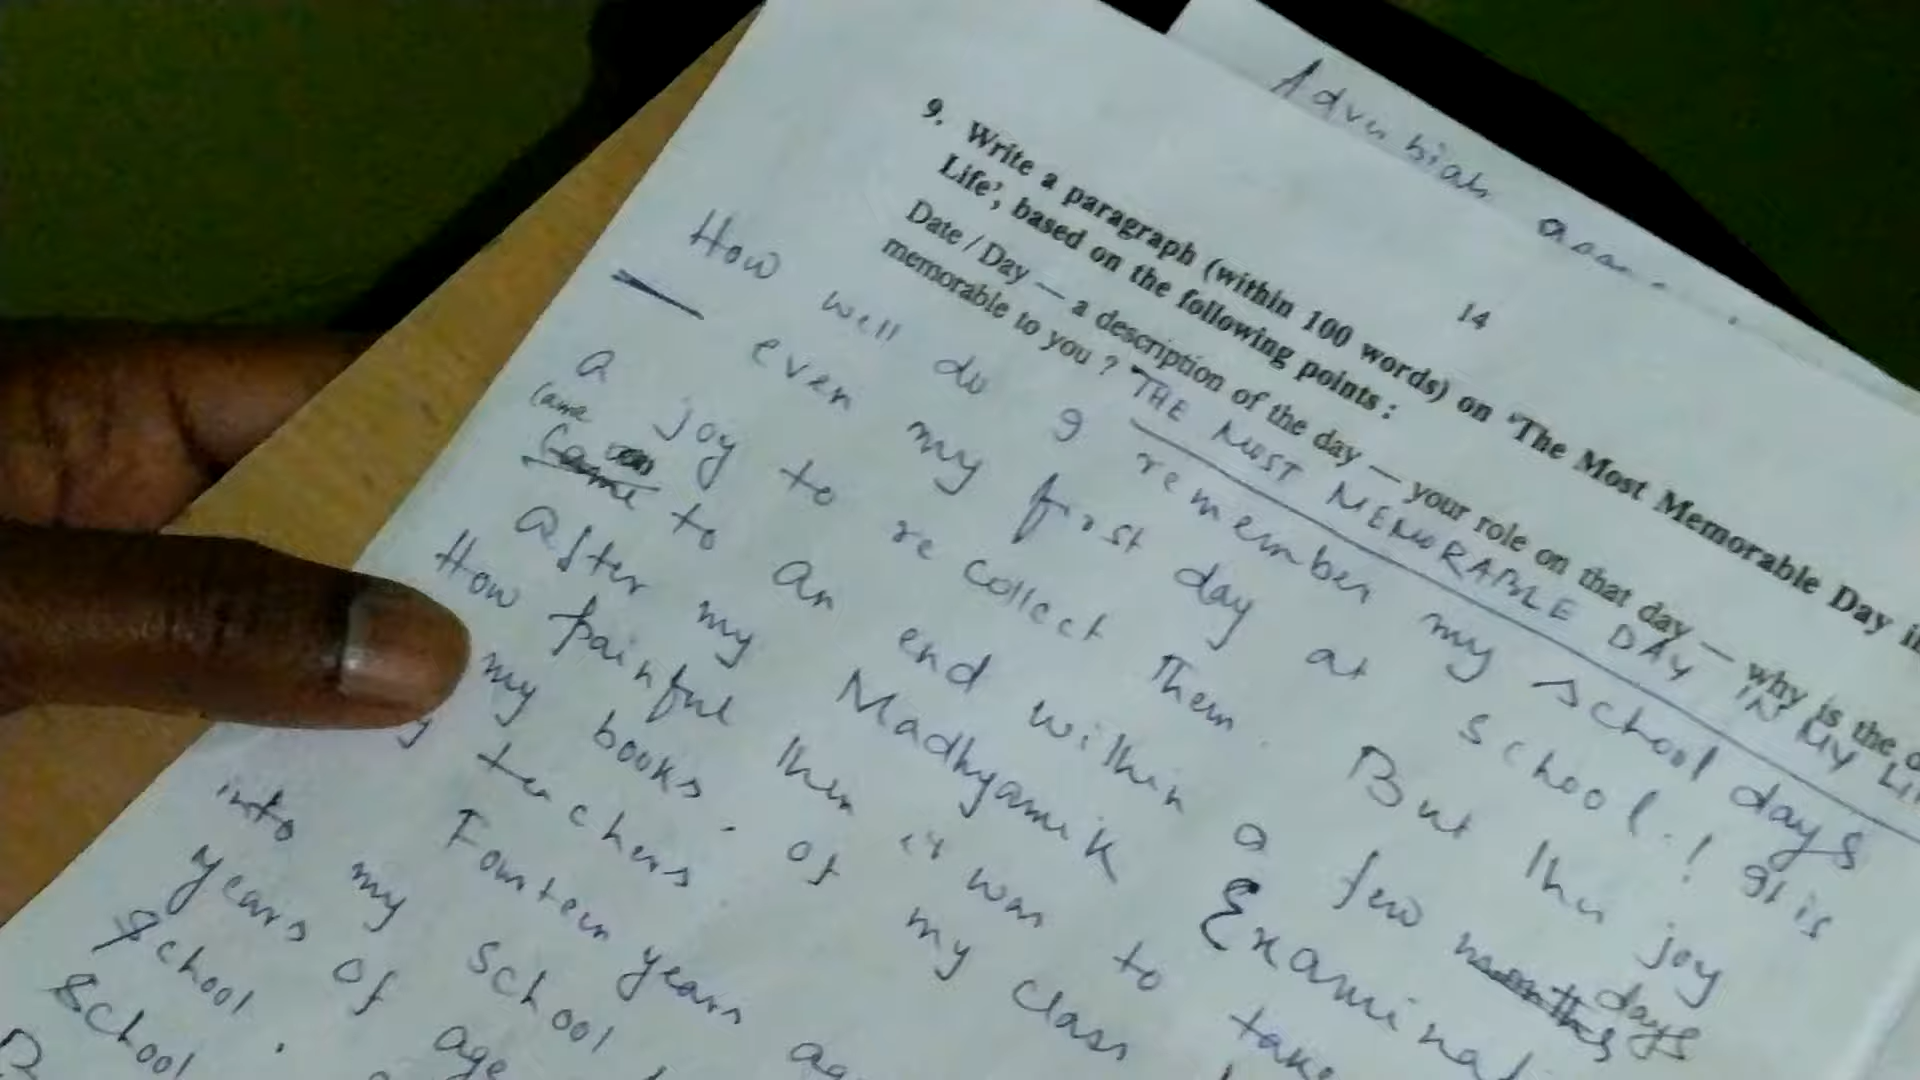 Adverbial
14
9. Write a paragraph (within 100 words) on 'The Most Memorable Day in
Life', based on the following points :
Date / Day — a description of the day — your role on that day — why is the d
memorable to you ?
THE MOST MEMORABLE DAY IN MY LI
How well do I remember my school days
even my first day at school.! It is
a joy to recollect them. But this joy
came to an end within a few days
after my Madhyamik Examinat
How painful then it was to take
my books, of my class
teachers
Fourteen years
into my school
years of age
school.
school